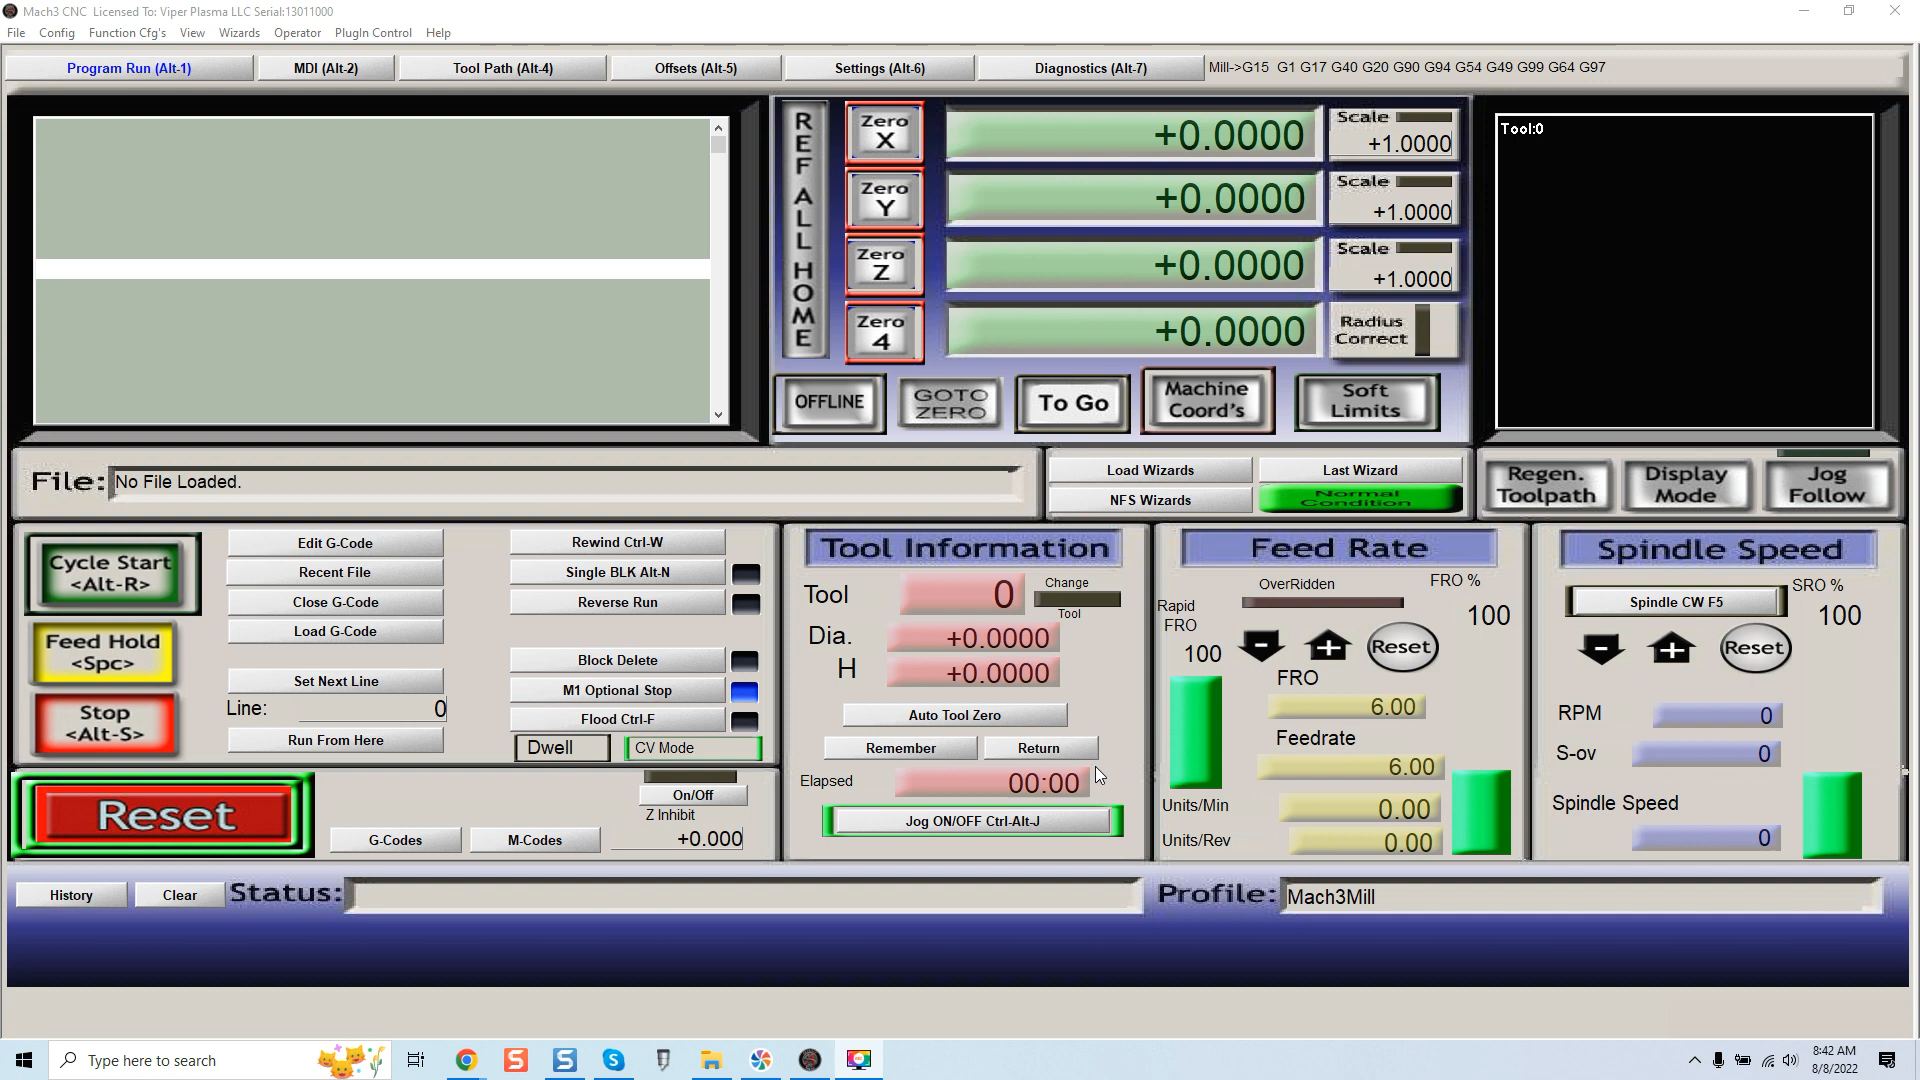 Mach3 CNC  Licensed To: Viper Plasma LLC Serial:13011000
File Config Function Cfg's View Wizards Operator PlugIn Control Help
Program Run (Alt-1) MDI (Alt-2) Tool Path (Alt-4) Offsets (Alt-5) Settings (Alt-6) Diagnostics (Alt-7) Mill->G15  G1 G17 G40 G20 G90 G94 G54 G49 G99 G64 G97
REF ALL HOME
Zero X +0.0000 Scale +1.0000
Zero Y +0.0000 Scale +1.0000
Zero Z +0.0000 Scale +1.0000
Zero 4 +0.0000 Radius Correct
OFFLINE GOTO ZERO To Go Machine Coord's Soft Limits
Tool:0
File: No File Loaded.
Load Wizards Last Wizard
NFS Wizards Normal Condition
Regen. Toolpath Display Mode Jog Follow
Cycle Start
<Alt-R>
Feed Hold
<Spc>
Stop
<Alt-S>
Edit G-Code
Recent File
Close G-Code
Load G-Code
Set Next Line
Line: 0
Run From Here
Rewind Ctrl-W
Single BLK Alt-N
Reverse Run
Block Delete
M1 Optional Stop
Flood Ctrl-F
Dwell CV Mode
Reset
G-Codes M-Codes
On/Off
Z Inhibit
+0.000
Tool Information
Tool 0 Change
Tool
Dia. +0.0000
H +0.0000
Auto Tool Zero
Remember Return
Elapsed 00:00
Jog ON/OFF Ctrl-Alt-J
Feed Rate
OverRidden FRO %
100
Rapid
FRO
100
Reset
FRO
6.00
Feedrate
6.00
Units/Min 0.00
Units/Rev 0.00
Spindle Speed
Spindle CW F5 SRO %
100
Reset
RPM 0
S-ov 0
Spindle Speed
0
History Clear Status: Profile: Mach3Mill
Type here to search
8:42 AM
8/8/2022